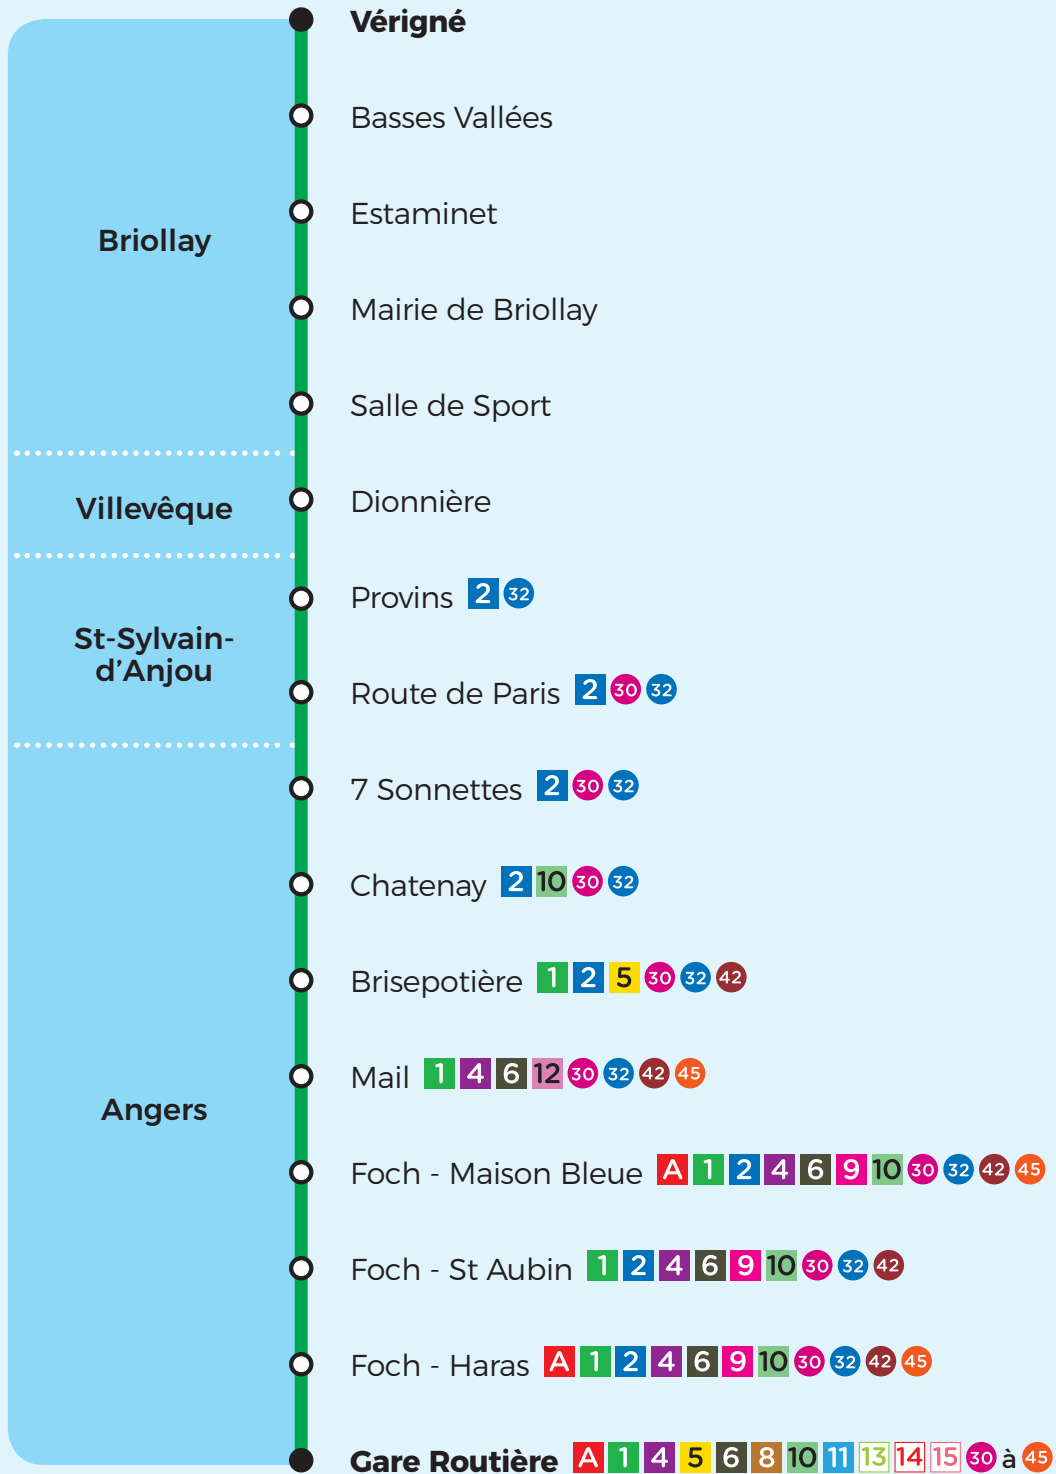 Vérigné
Basses Vallées
Estaminet
Briollay
Mairie de Briollay
Salle de Sport
Villevêque
Dionnière
Provins 2 32
St-Sylvain-
d'Anjou
Route de Paris 2 30 32
7 Sonnettes 2 30 32
Chatenay 2 10 30 32
Brisepotière 1 2 5 30 32 42
Mail 1 4 6 12 30 32 42 45
Angers
Foch - Maison Bleue A 1 2 4 6 9 10 30 32 42 45
Foch - St Aubin 1 2 4 6 9 10 30 32 42
Foch - Haras A 1 2 4 6 9 10 30 32 42 45
Gare Routière A 1 4 5 6 8 10 11 13 14 15 30 à 45